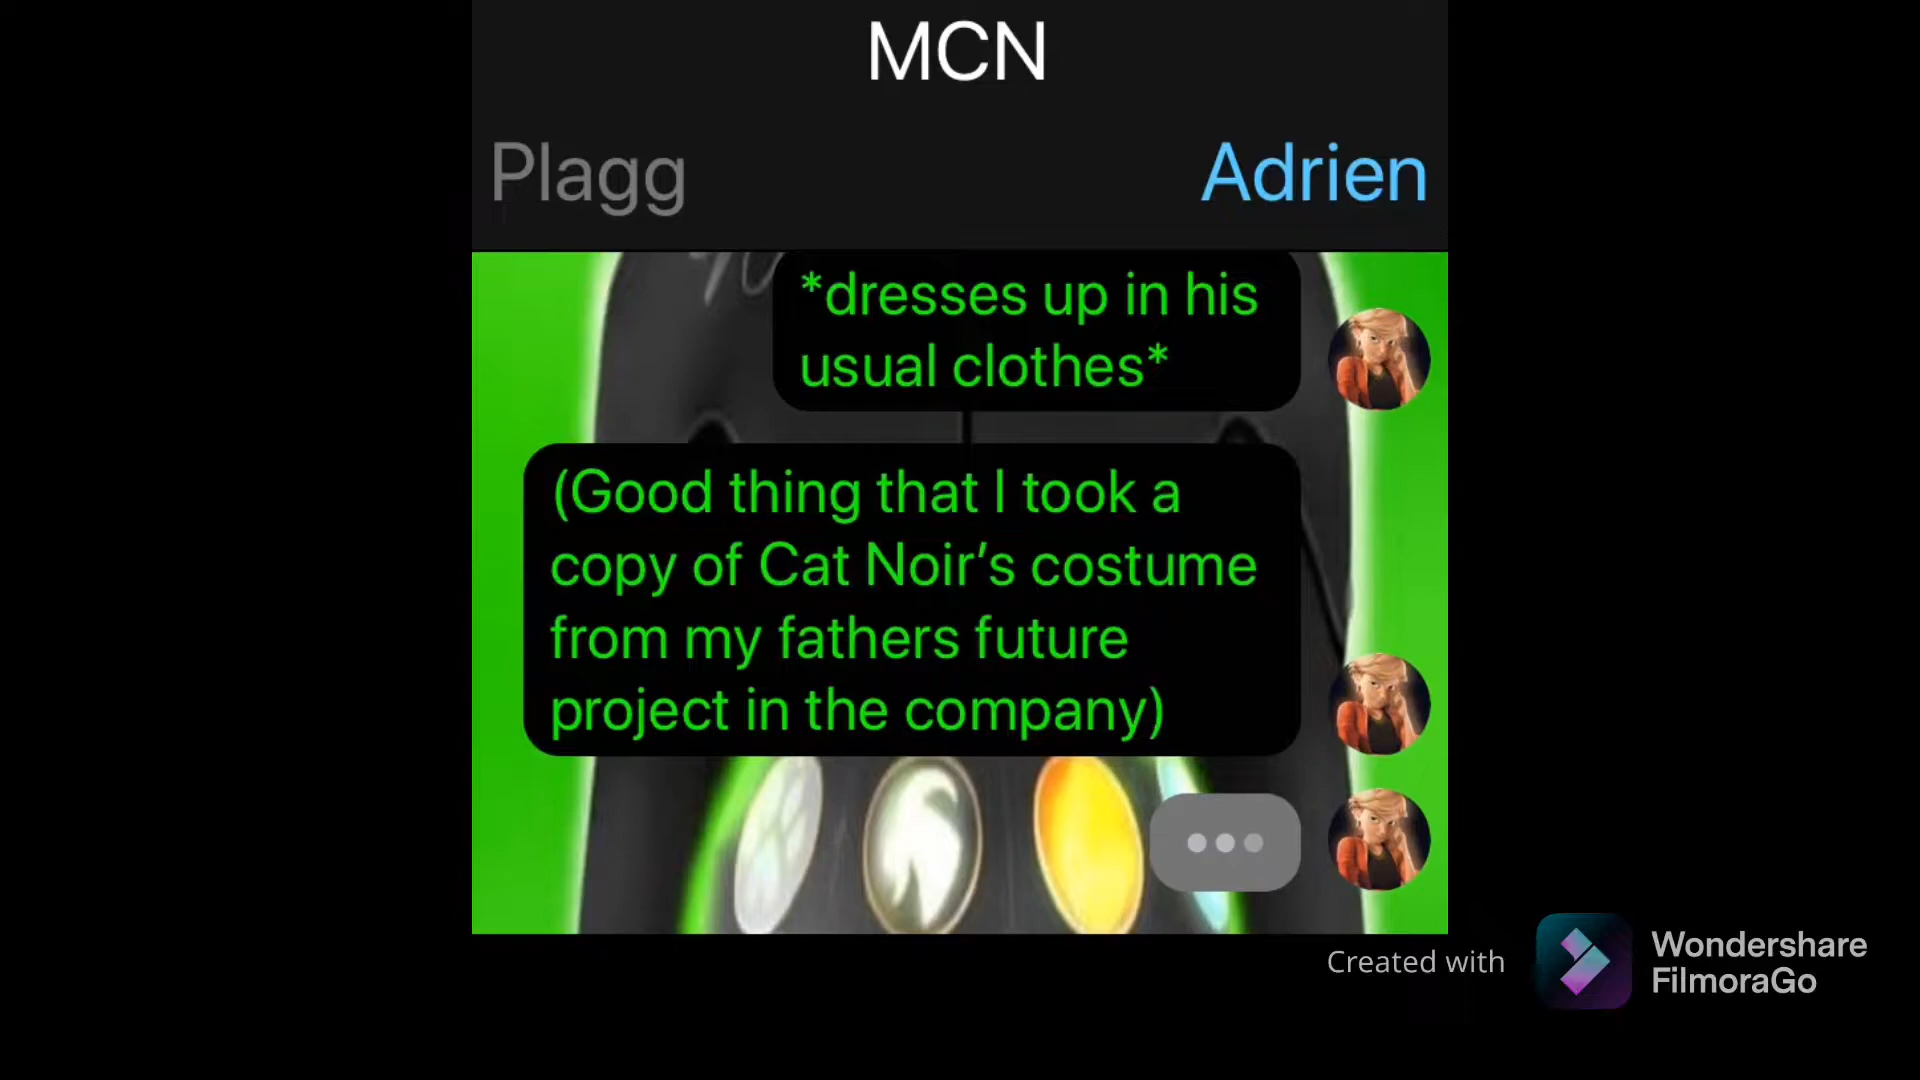 MCN
Plagg
Adrien
*dresses up in his
usual clothes*
(Good thing that I took a
copy of Cat Noir’s costume
from my fathers future
project in the company)
Created with
Wondershare
FilmoraGo